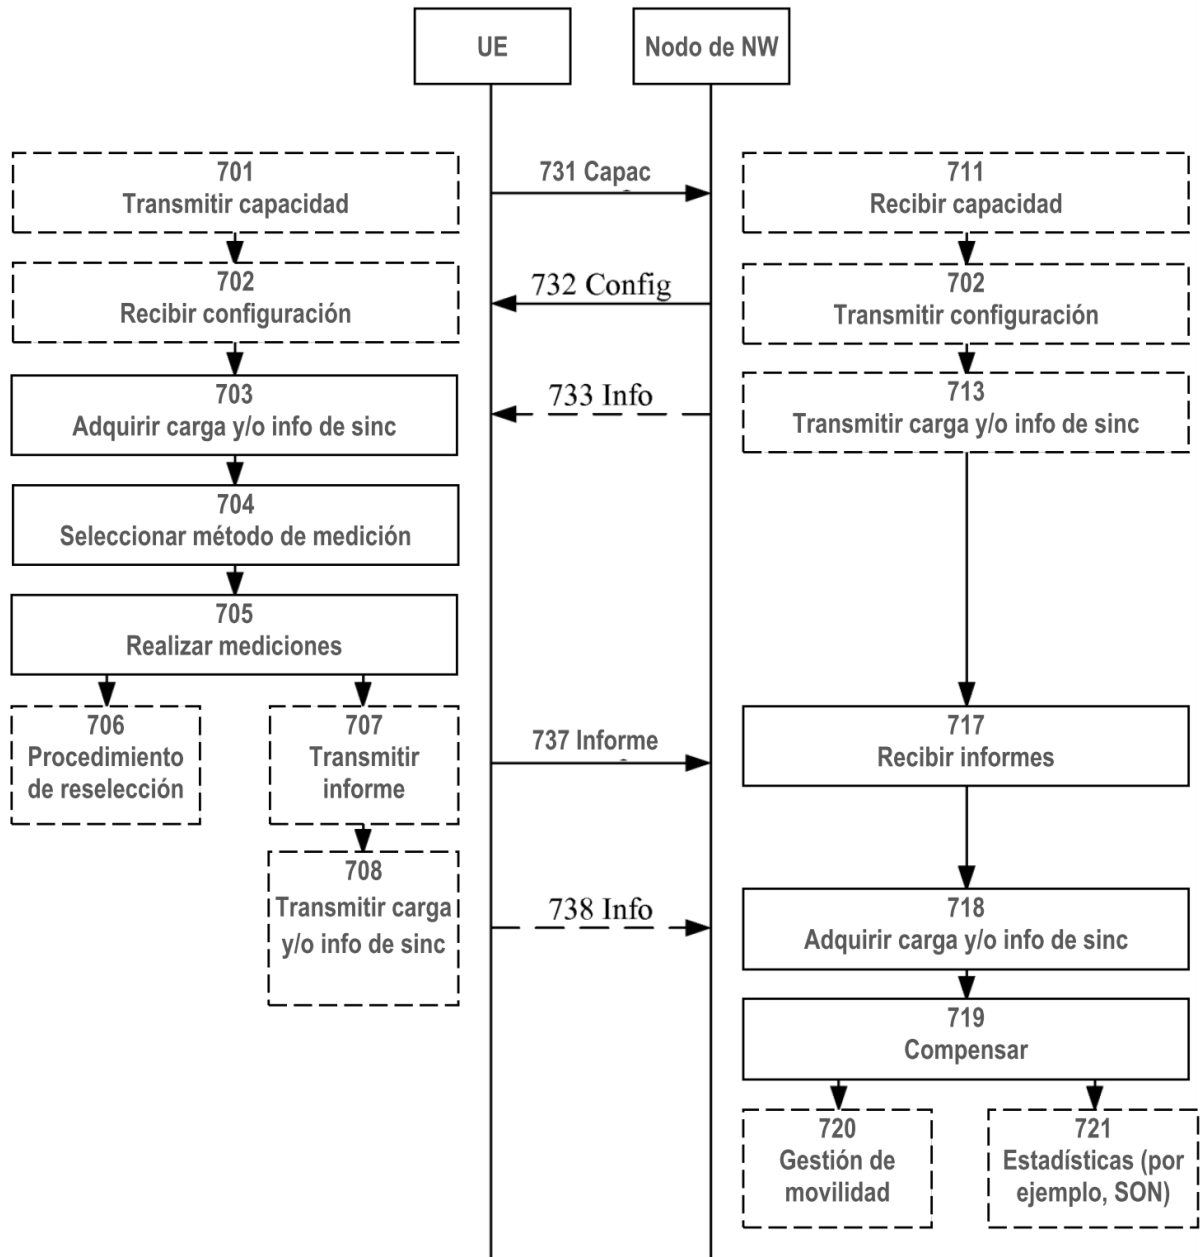 UE
Nodo de NW
701
Transmitir capacidad
731 Capac
711
Recibir capacidad
702
Recibir configuración
732 Config
702
Transmitir configuración
703
Adquirir carga y/o info de sinc
733 Info
713
Transmitir carga y/o info de sinc
704
Seleccionar método de medición
705
Realizar mediciones
706
Procedimiento
de reselección
707
Transmitir
informe
737 Informe
717
Recibir informes
708
Transmitir carga
y/o info de sinc
738 Info
718
Adquirir carga y/o info de sinc
719
Compensar
720
Gestión de
movilidad
721
Estadísticas (por
ejemplo, SON)